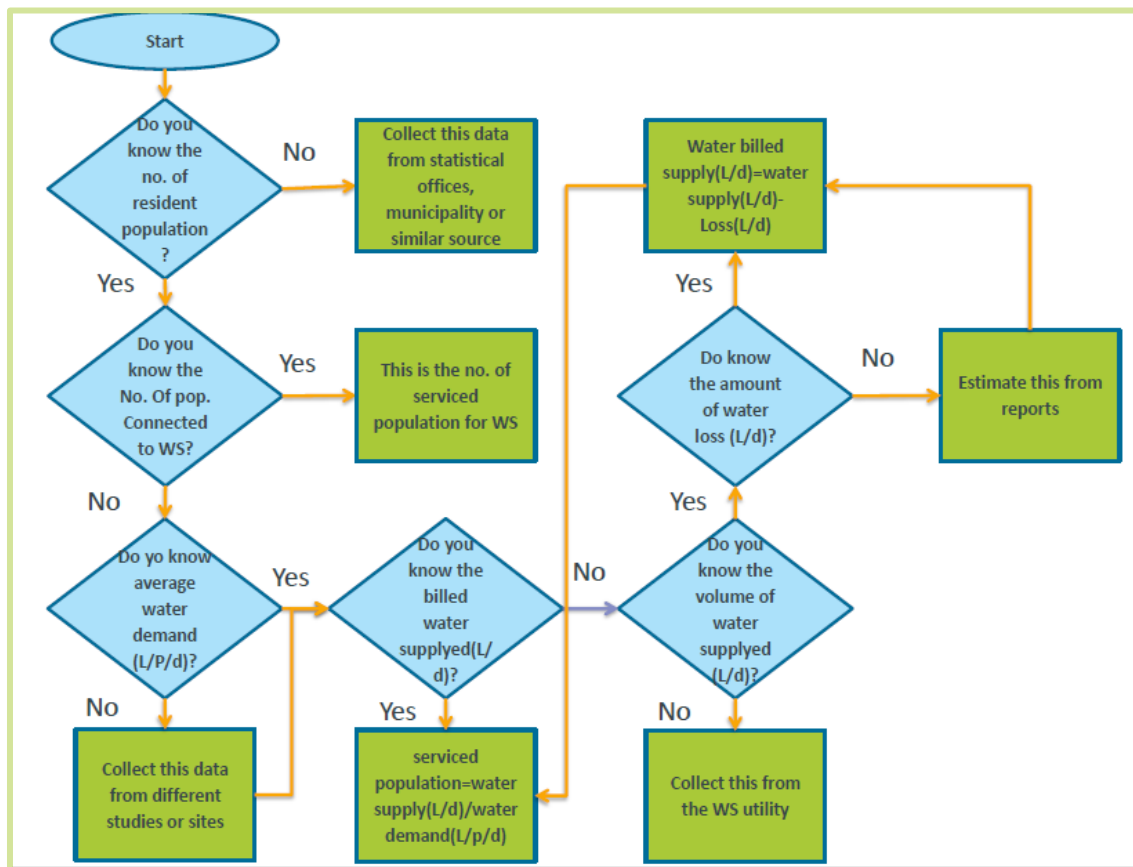 Start
Do you
know the
no. of
resident
population
?
No
Collect this data
from statistical
offices,
municipality or
similar source
Yes
Do you
know the
No. Of pop.
Connected
to WS?
Yes
This is the no. of
serviced
population for WS
No
Do yo know
average
water
demand
(L/P/d)?
Yes
No
Collect this data
from different
studies or sites
Do you
know the
billed
water
supplyed(L/
d)?
Yes
serviced
population=water
supply(L/d)/water
demand(L/p/d)
No
Do you
know the
volume of
water
supplyed
(L/d)?
No
Collect this from
the WS utility
Yes
Do know
the amount
of water
loss (L/d)?
No
Estimate this from
reports
Yes
Water billed
supply(L/d)=water
supply(L/d)-
Loss(L/d)